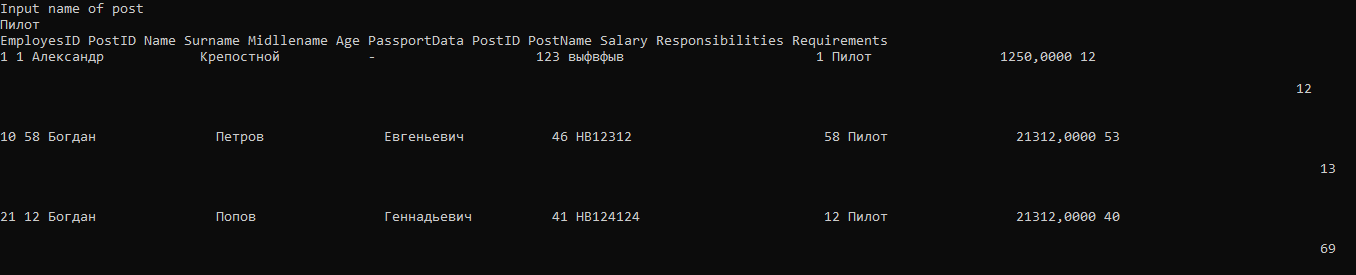 Input name of post
Пилот
EmployesID PostID Name Surname Midllename Age PassportData PostID PostName Salary Responsibilities Requirements
1 1 Александр Крепостной - 123 выфвфыв 1 Пилот 1250,0000 12
12
10 58 Богдан Петров Евгеньевич 46 НВ12312 58 Пилот 21312,0000 53
13
21 12 Богдан Попов Геннадьевич 41 НВ124124 12 Пилот 21312,0000 40
69